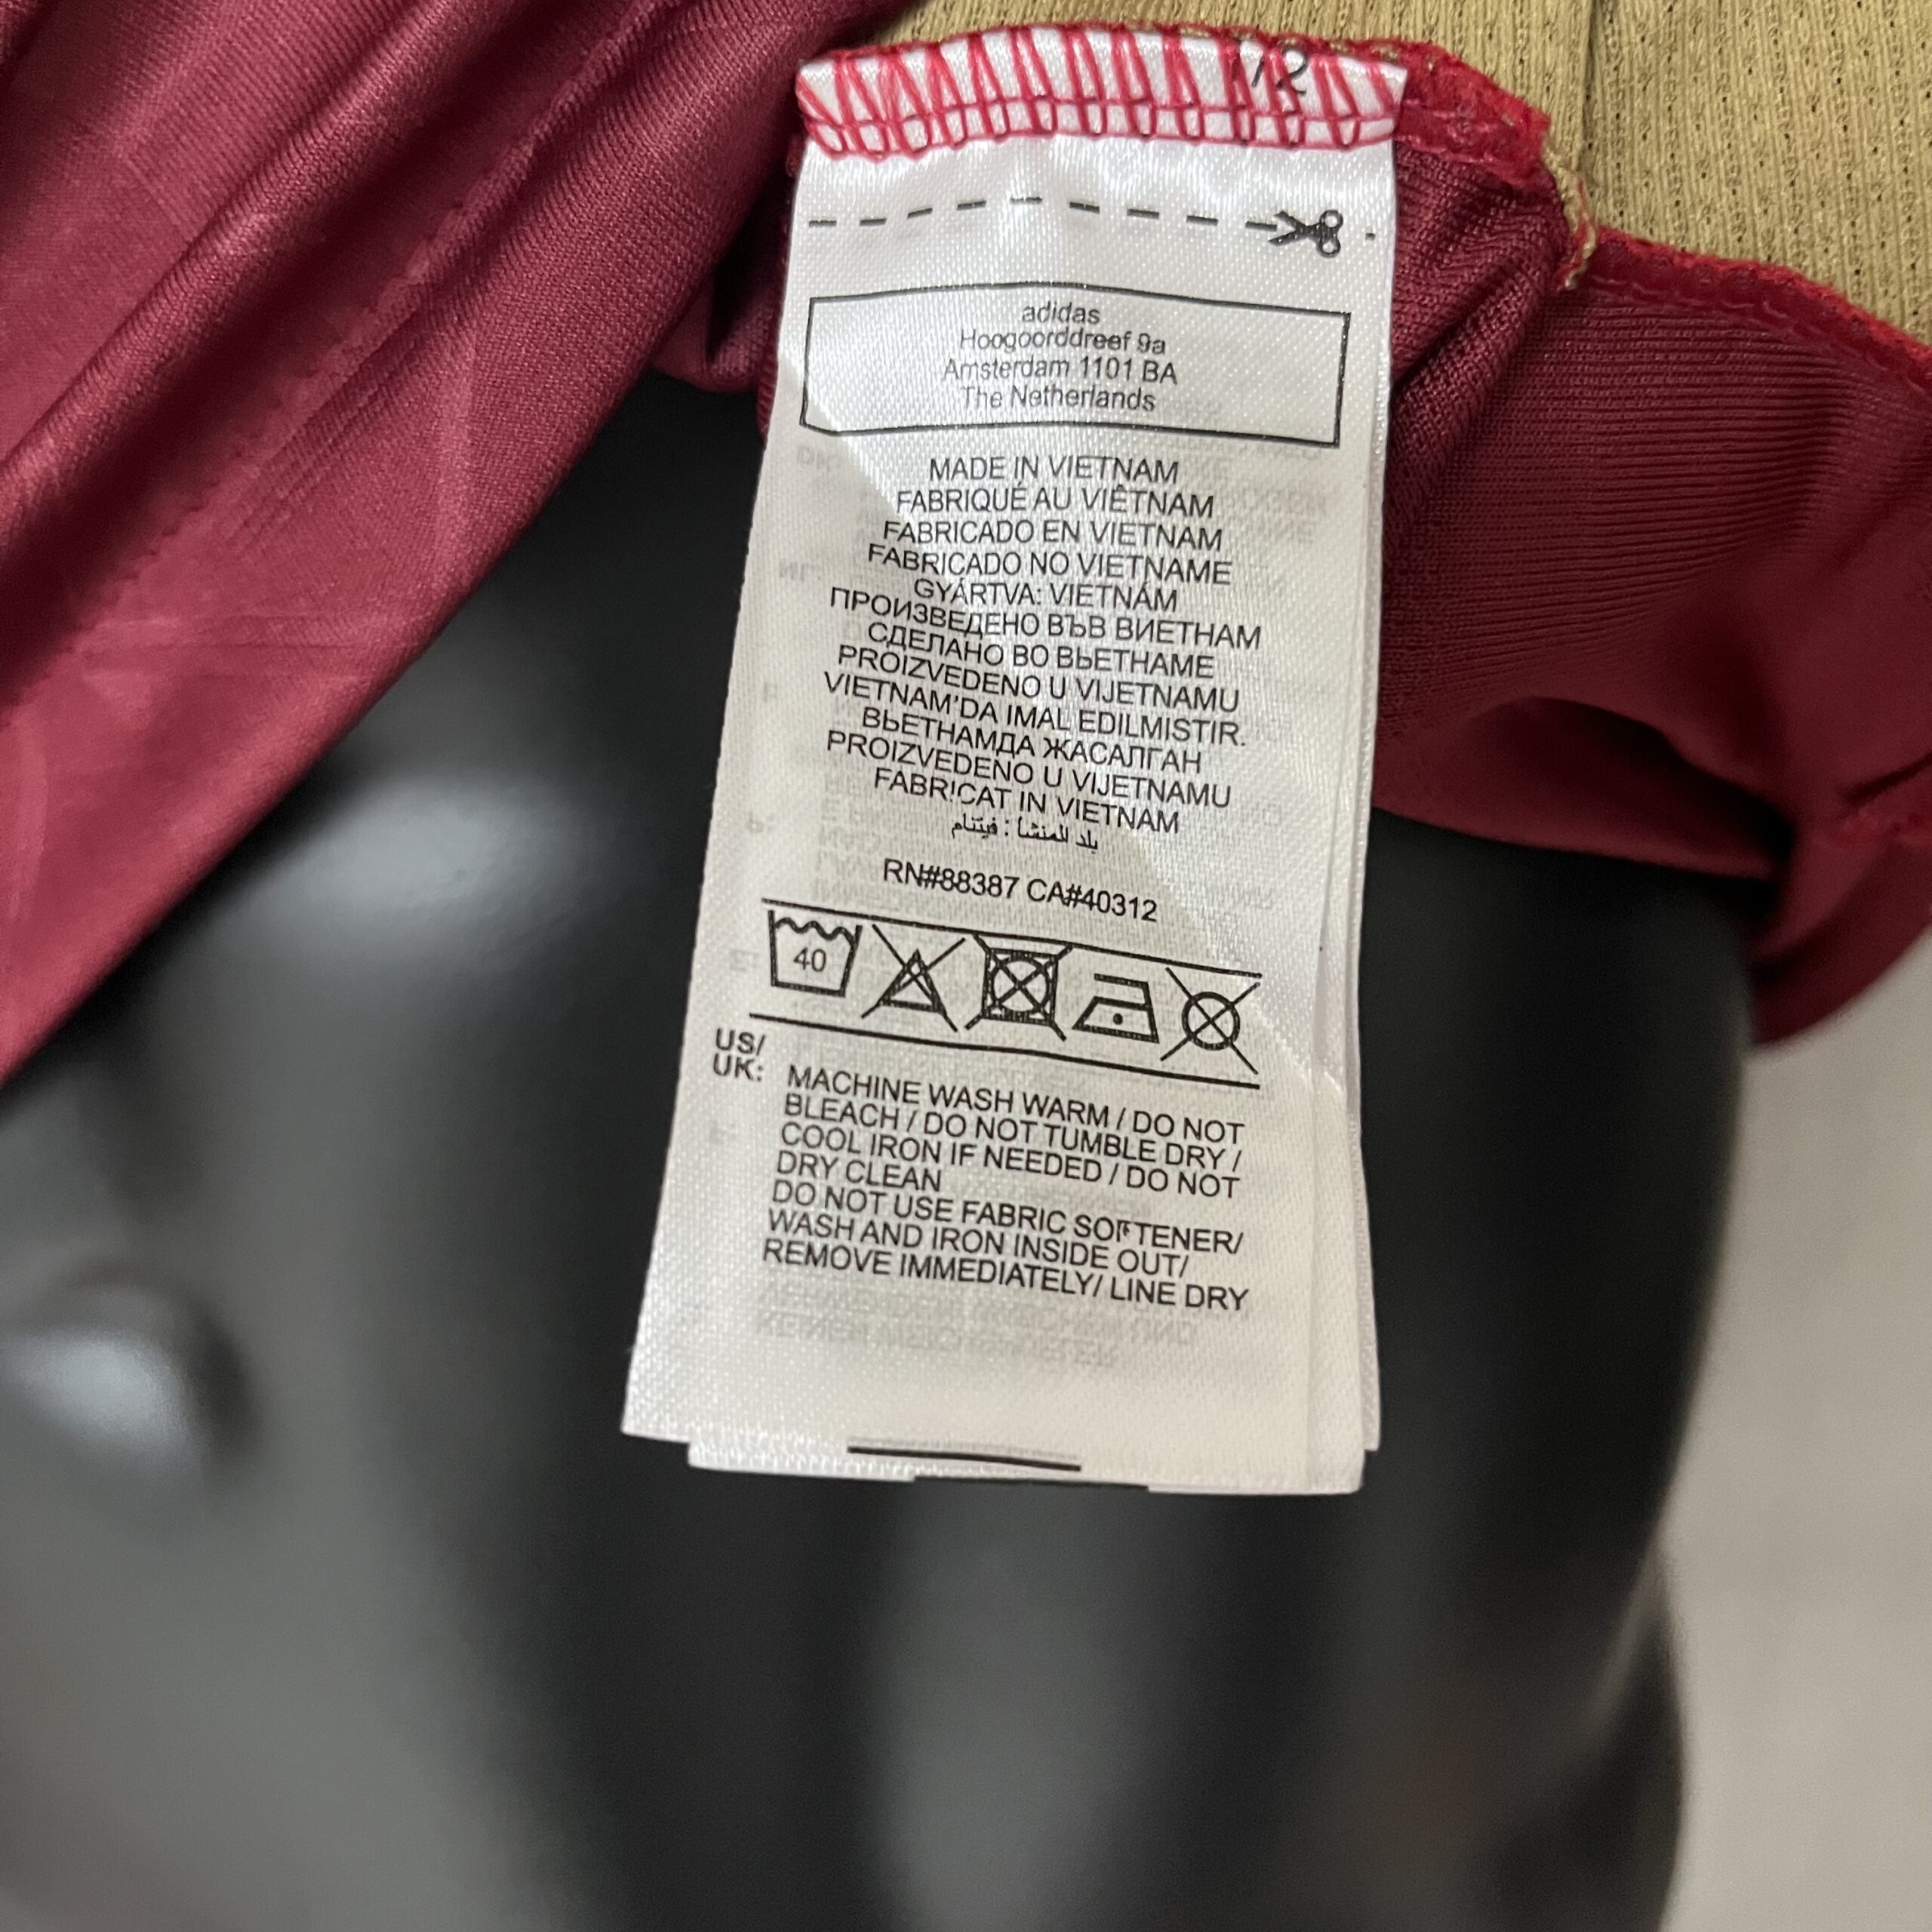 12
adidas
Hoogoorddreef 9a
Amsterdam 1101 BA
The Netherlands
MADE IN VIETNAM
FABRIQUÉ AU VIÊTNAM
FABRICADO EN VIETNAM
FABRICADO NO VIETNAME
GYÁRTVA: VIETNÁM
ПРОИЗВЕДЕНО ВЪВ ВИЕТНАМ
СДЕЛАНО ВО ВЬЕТНАМЕ
PROIZVEDENO U VIJETNAMU
VIETNAM'DA IMAL EDILMISTIR.
ВЬЕТНАМДА ЖАСАЛҒАН
PROIZVEDENO U VIJETNAMU
FABRICAT IN VIETNAM
بلد المنشأ : فيتنام
RN#88387 CA#40312
40
US/
UK: MACHINE WASH WARM / DO NOT
BLEACH / DO NOT TUMBLE DRY /
COOL IRON IF NEEDED / DO NOT
DRY CLEAN
DO NOT USE FABRIC SOFTENER/
WASH AND IRON INSIDE OUT/
REMOVE IMMEDIATELY/ LINE DRY